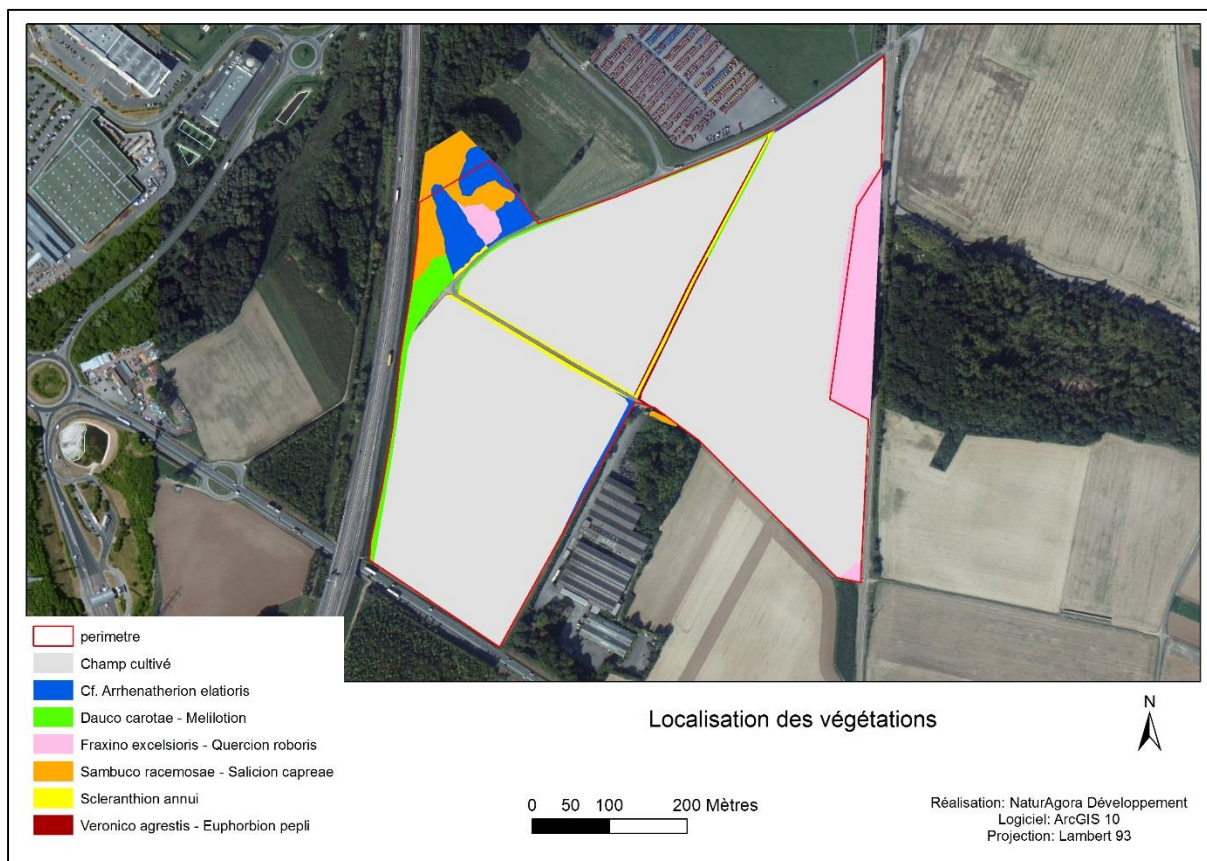 perimetre
Champ cultivé
Cf. Arrhenatherion elatioris
Dauco carotae - Melilotion
Fraxino excelsioris - Quercion roboris
Sambuco racemosae - Salicion capreae
Scleranthion annui
Veronico agrestis - Euphorbion pepli
Localisation des végétations
N
0 50 100 200 Mètres
Réalisation: NaturAgora Développement
Logiciel: ArcGIS 10
Projection: Lambert 93